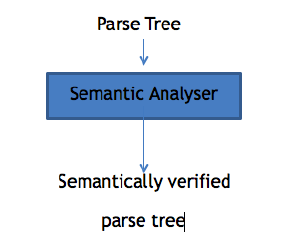 Parse Tree
Semantic Analyser
Semantically verified
parse tree